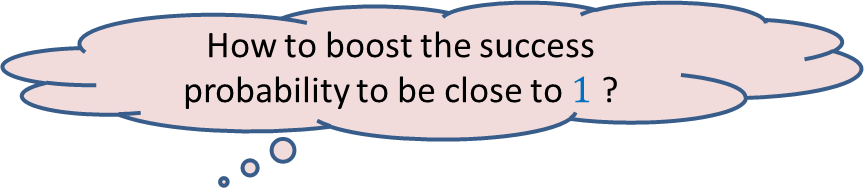 How to boost the success
probability to be close to 1 ?